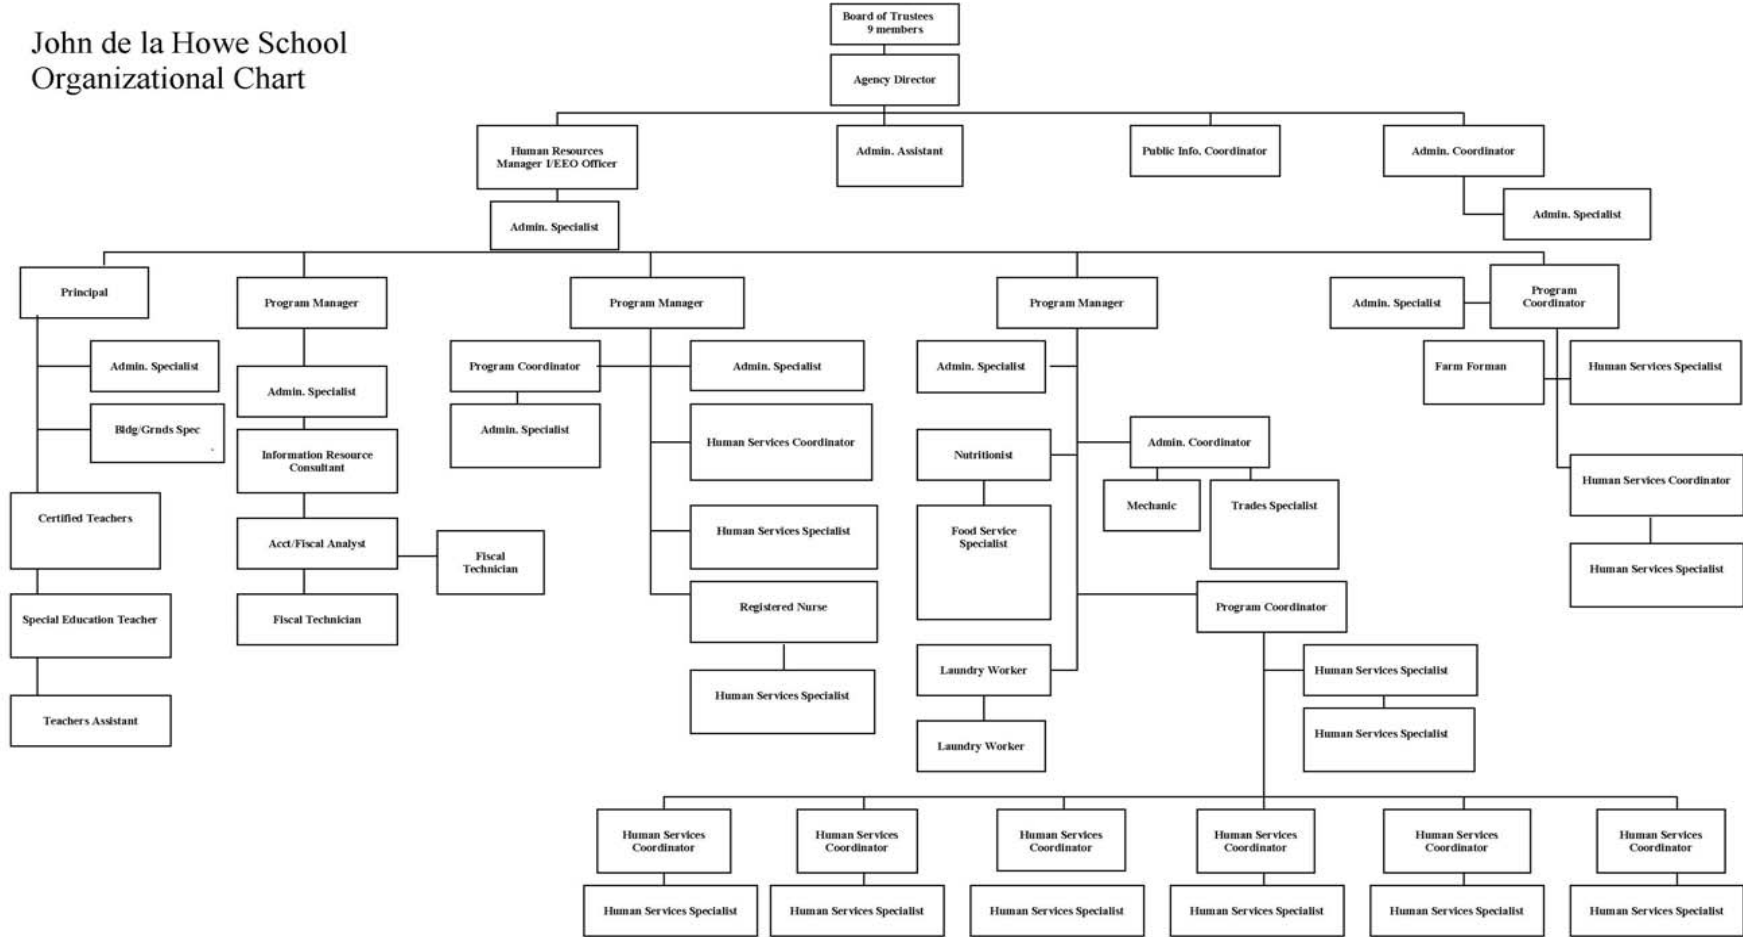 John de la Howe School
Organizational Chart
Board of Trustees
9 members
Agency Director
Human Resources
Manager I/EEO Officer
Admin. Assistant
Public Info. Coordinator
Admin. Coordinator
Admin. Specialist
Admin. Specialist
Principal
Program Manager
Program Manager
Program Manager
Admin. Specialist
Program
Coordinator
Admin. Specialist
Admin. Specialist
Program Coordinator
Admin. Specialist
Admin. Specialist
Farm Forman
Human Services Specialist
Bldg/Grnds Spec
Information Resource
Consultant
Admin. Specialist
Human Services Coordinator
Nutritionist
Admin. Coordinator
Human Services Coordinator
Certified Teachers
Acct/Fiscal Analyst
Fiscal
Technician
Human Services Specialist
Food Service
Specialist
Mechanic
Trades Specialist
Human Services Specialist
Special Education Teacher
Fiscal Technician
Registered Nurse
Program Coordinator
Teachers Assistant
Human Services Specialist
Laundry Worker
Human Services Specialist
Laundry Worker
Human Services Specialist
Human Services
Coordinator
Human Services
Coordinator
Human Services
Coordinator
Human Services
Coordinator
Human Services
Coordinator
Human Services
Coordinator
Human Services Specialist
Human Services Specialist
Human Services Specialist
Human Services Specialist
Human Services Specialist
Human Services Specialist